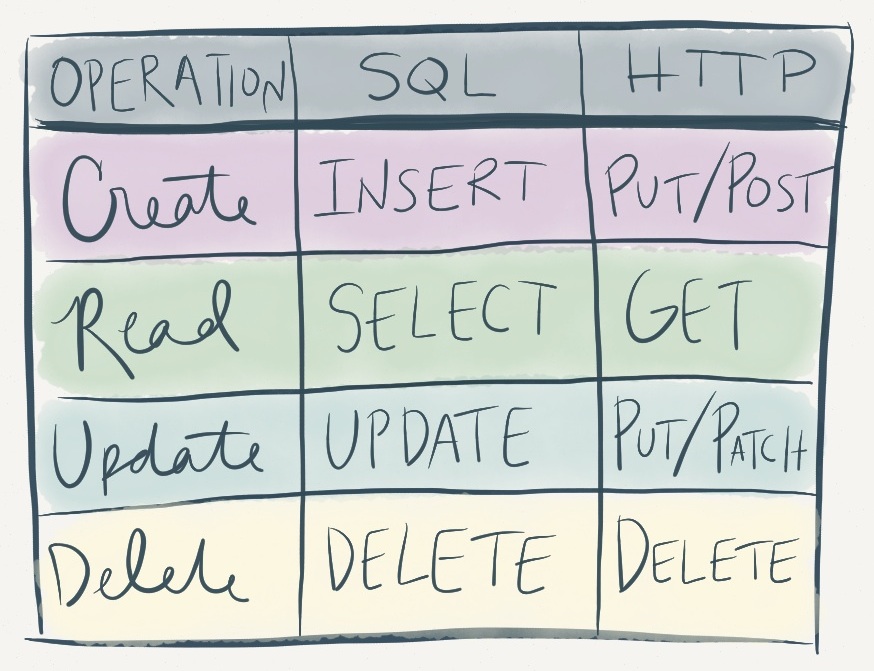 OPERATION SQL HTTP
Create INSERT PUT/POST
Read SELECT GET
Update UPDATE PUT/PATCH
Delete DELETE DELETE